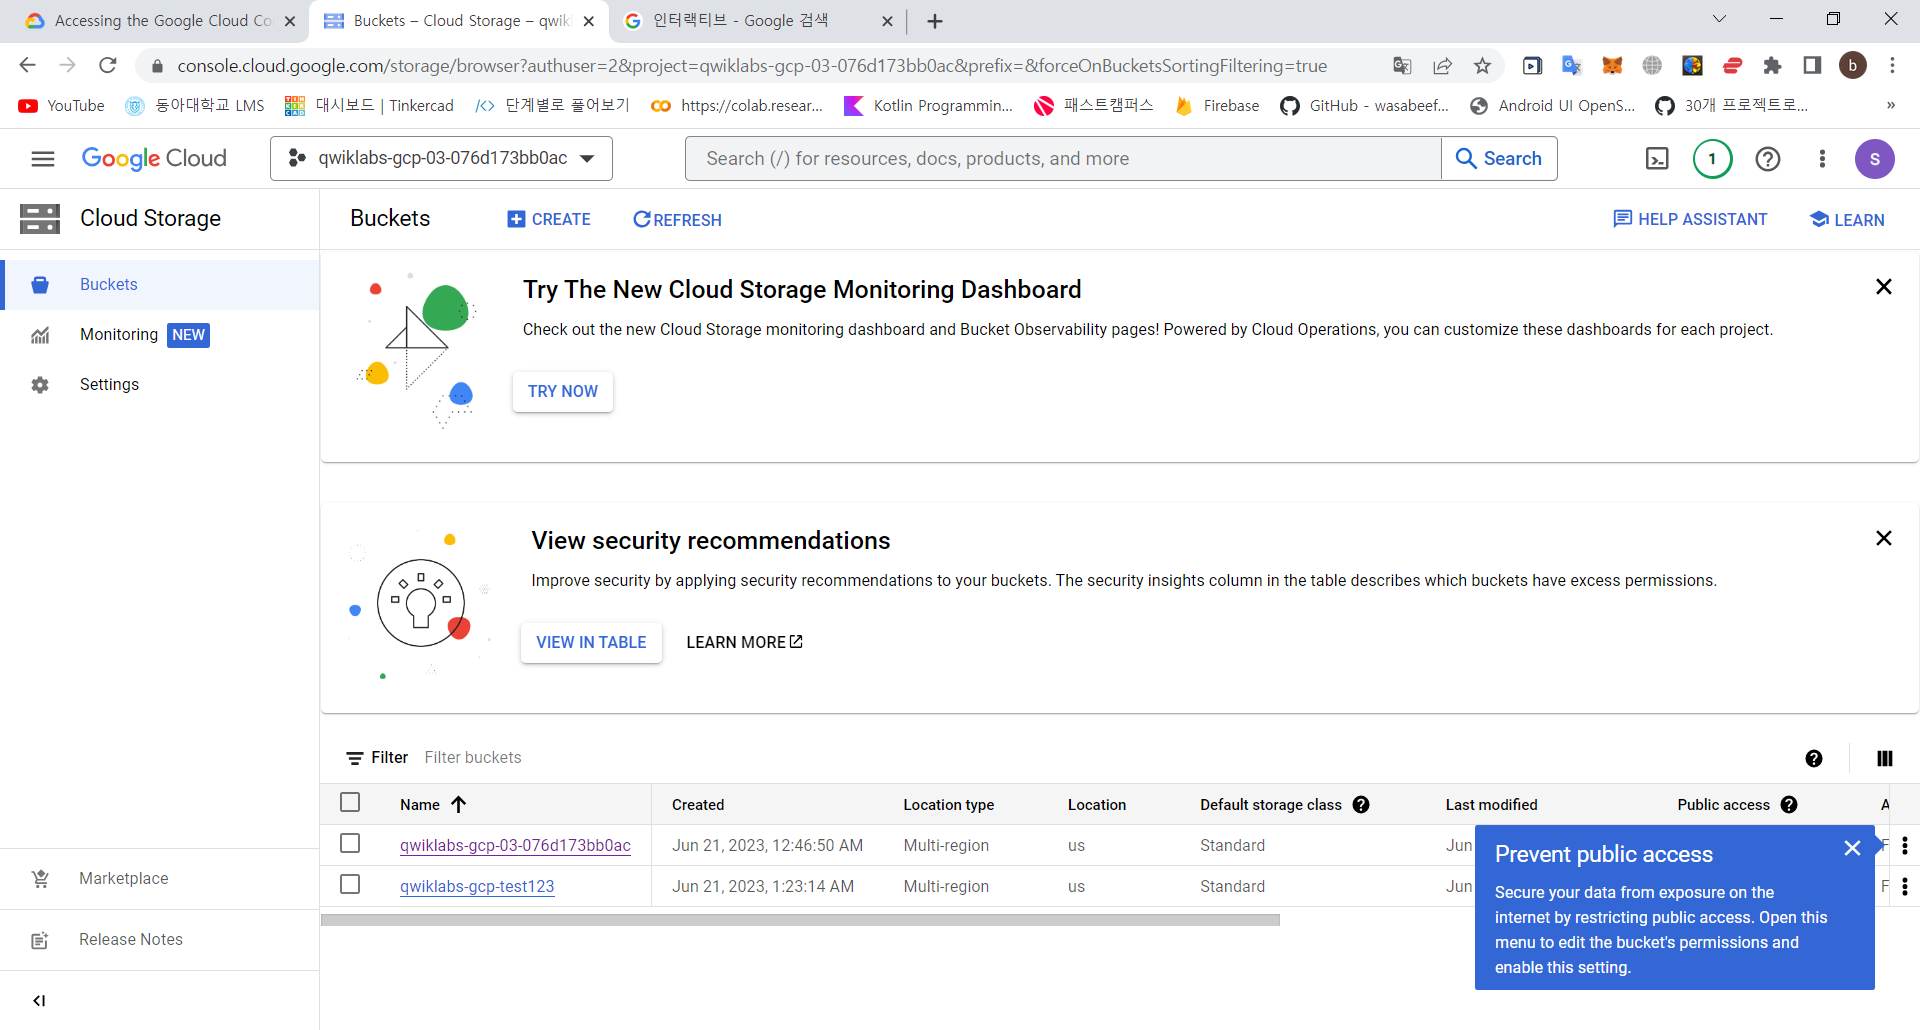 Accessing the Google Cloud Co
Buckets – Cloud Storage – qwik
인터랙티브 - Google 검색
console.cloud.google.com/storage/browser?authuser=2&project=qwiklabs-gcp-03-076d173bb0ac&prefix=&forceOnBucketsSortingFiltering=true
b
YouTube
동아대학교 LMS
대시보드 | Tinkercad
단계별로 풀어보기
https://colab.resear...
Kotlin Programmin...
패스트캠퍼스
Firebase
GitHub - wasabeef...
Android UI OpenS...
30개 프로젝트로...
»
Google Cloud
qwiklabs-gcp-03-076d173bb0ac
Search (/) for resources, docs, products, and more
Search
1
S
Cloud Storage
Buckets
CREATE
REFRESH
HELP ASSISTANT
LEARN
Buckets
Monitoring NEW
Settings
Marketplace
Release Notes
Try The New Cloud Storage Monitoring Dashboard
Check out the new Cloud Storage monitoring dashboard and Bucket Observability pages! Powered by Cloud Operations, you can customize these dashboards for each project.
TRY NOW
View security recommendations
Improve security by applying security recommendations to your buckets. The security insights column in the table describes which buckets have excess permissions.
VIEW IN TABLE
LEARN MORE
Filter Filter buckets
Name Created Location type Location Default storage class Last modified Public access A
qwiklabs-gcp-03-076d173bb0ac Jun 21, 2023, 12:46:50 AM Multi-region us Standard Jun F
qwiklabs-gcp-test123 Jun 21, 2023, 1:23:14 AM Multi-region us Standard Jun F
Prevent public access
Secure your data from exposure on the
internet by restricting public access. Open this
menu to edit the bucket's permissions and
enable this setting.